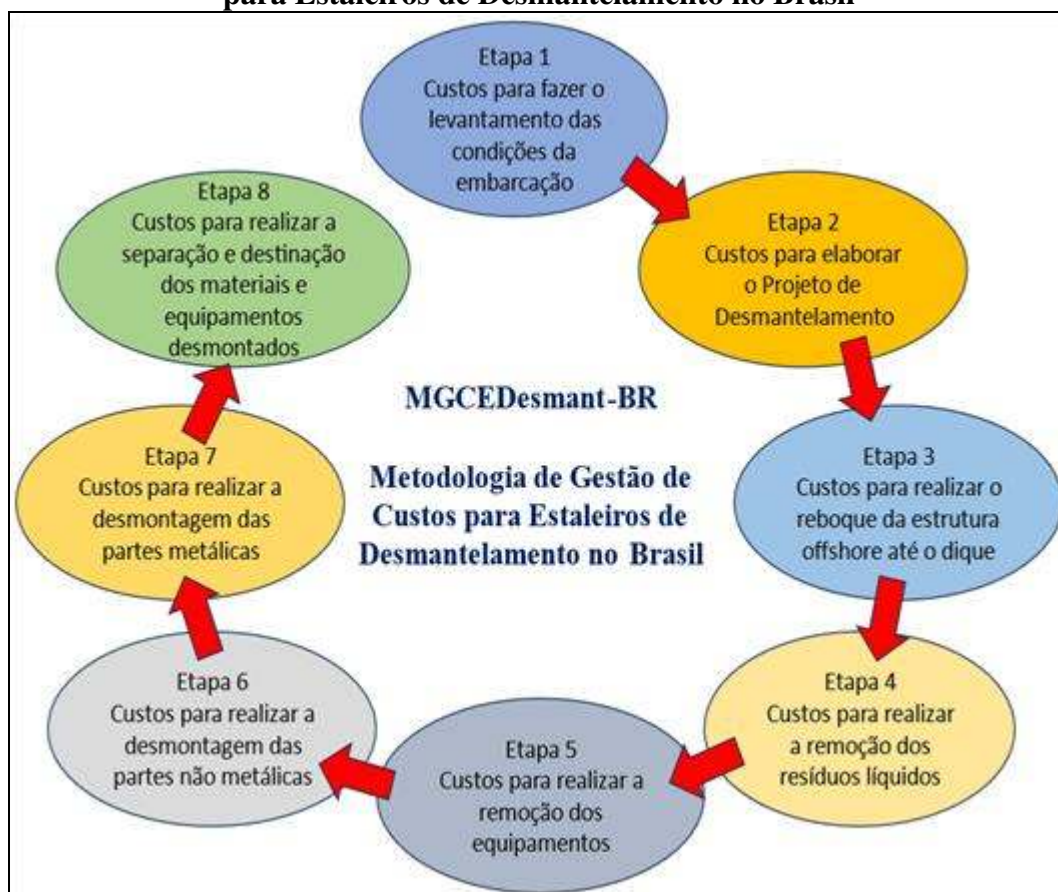 para Estaleiros de Desmantelamento no Brasil
Etapa 1
Custos para fazer o
levantamento das
condições da
embarcação
Etapa 2
Custos para elaborar
o Projeto de
Desmantelamento
Etapa 3
Custos para realizar o
reboque da estrutura
offshore até o dique
Etapa 4
Custos para realizar
a remoção dos
resíduos líquidos
Etapa 5
Custos para realizar a
remoção dos
equipamentos
Etapa 6
Custos para realizar a
desmontagem das
partes não metálicas
Etapa 7
Custos para realizar a
desmontagem das
partes metálicas
Etapa 8
Custos para realizar a
separação e destinação
dos materiais e
equipamentos
desmontados
MGCEDesmant-BR
Metodologia de Gestão de
Custos para Estaleiros de
Desmantelamento no Brasil